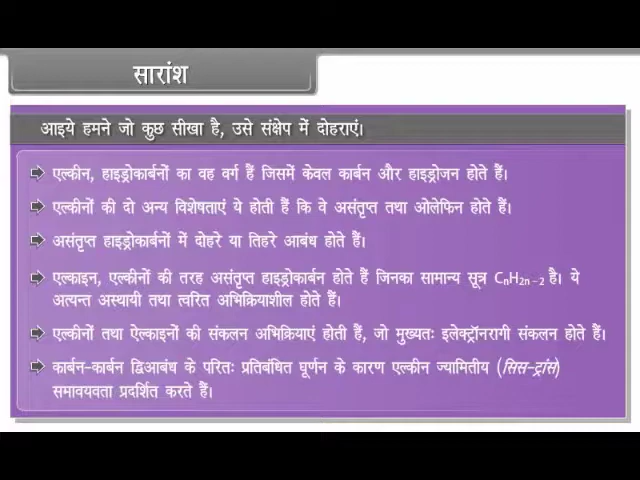 सारांश
आइये हमने जो कुछ सीखा है, उसे संक्षेप में दोहराएं।
एल्कीन, हाइड्रोकार्बनों का वह वर्ग हैं जिसमें केवल कार्बन और हाइड्रोजन होते हैं।
एल्कीनों की दो अन्य विशेषताएं ये होती हैं कि वे असंतृप्त तथा ओलेफिन होते हैं।
असंतृप्त हाइड्रोकार्बनों में दोहरे या तिहरे आबंध होते हैं।
एल्काइन, एल्कीनों की तरह असंतृप्त हाइड्रोकार्बन होते हैं जिनका सामान्य सूत्र CₙH₂ₙ₋₂ है। ये
अत्यन्त अस्थायी तथा त्वरित अभिक्रियाशील होते हैं।
एल्कीनों तथा ऐल्काइनों की संकलन अभिक्रियाएं होती हैं, जो मुख्यतः इलेक्ट्रॉनरागी संकलन होते हैं।
कार्बन-कार्बन द्विआबंध के परितः प्रतिबंधित घूर्णन के कारण एल्कीन ज्यामितीय (सिस-ट्रांस)
समावयवता प्रदर्शित करते हैं।